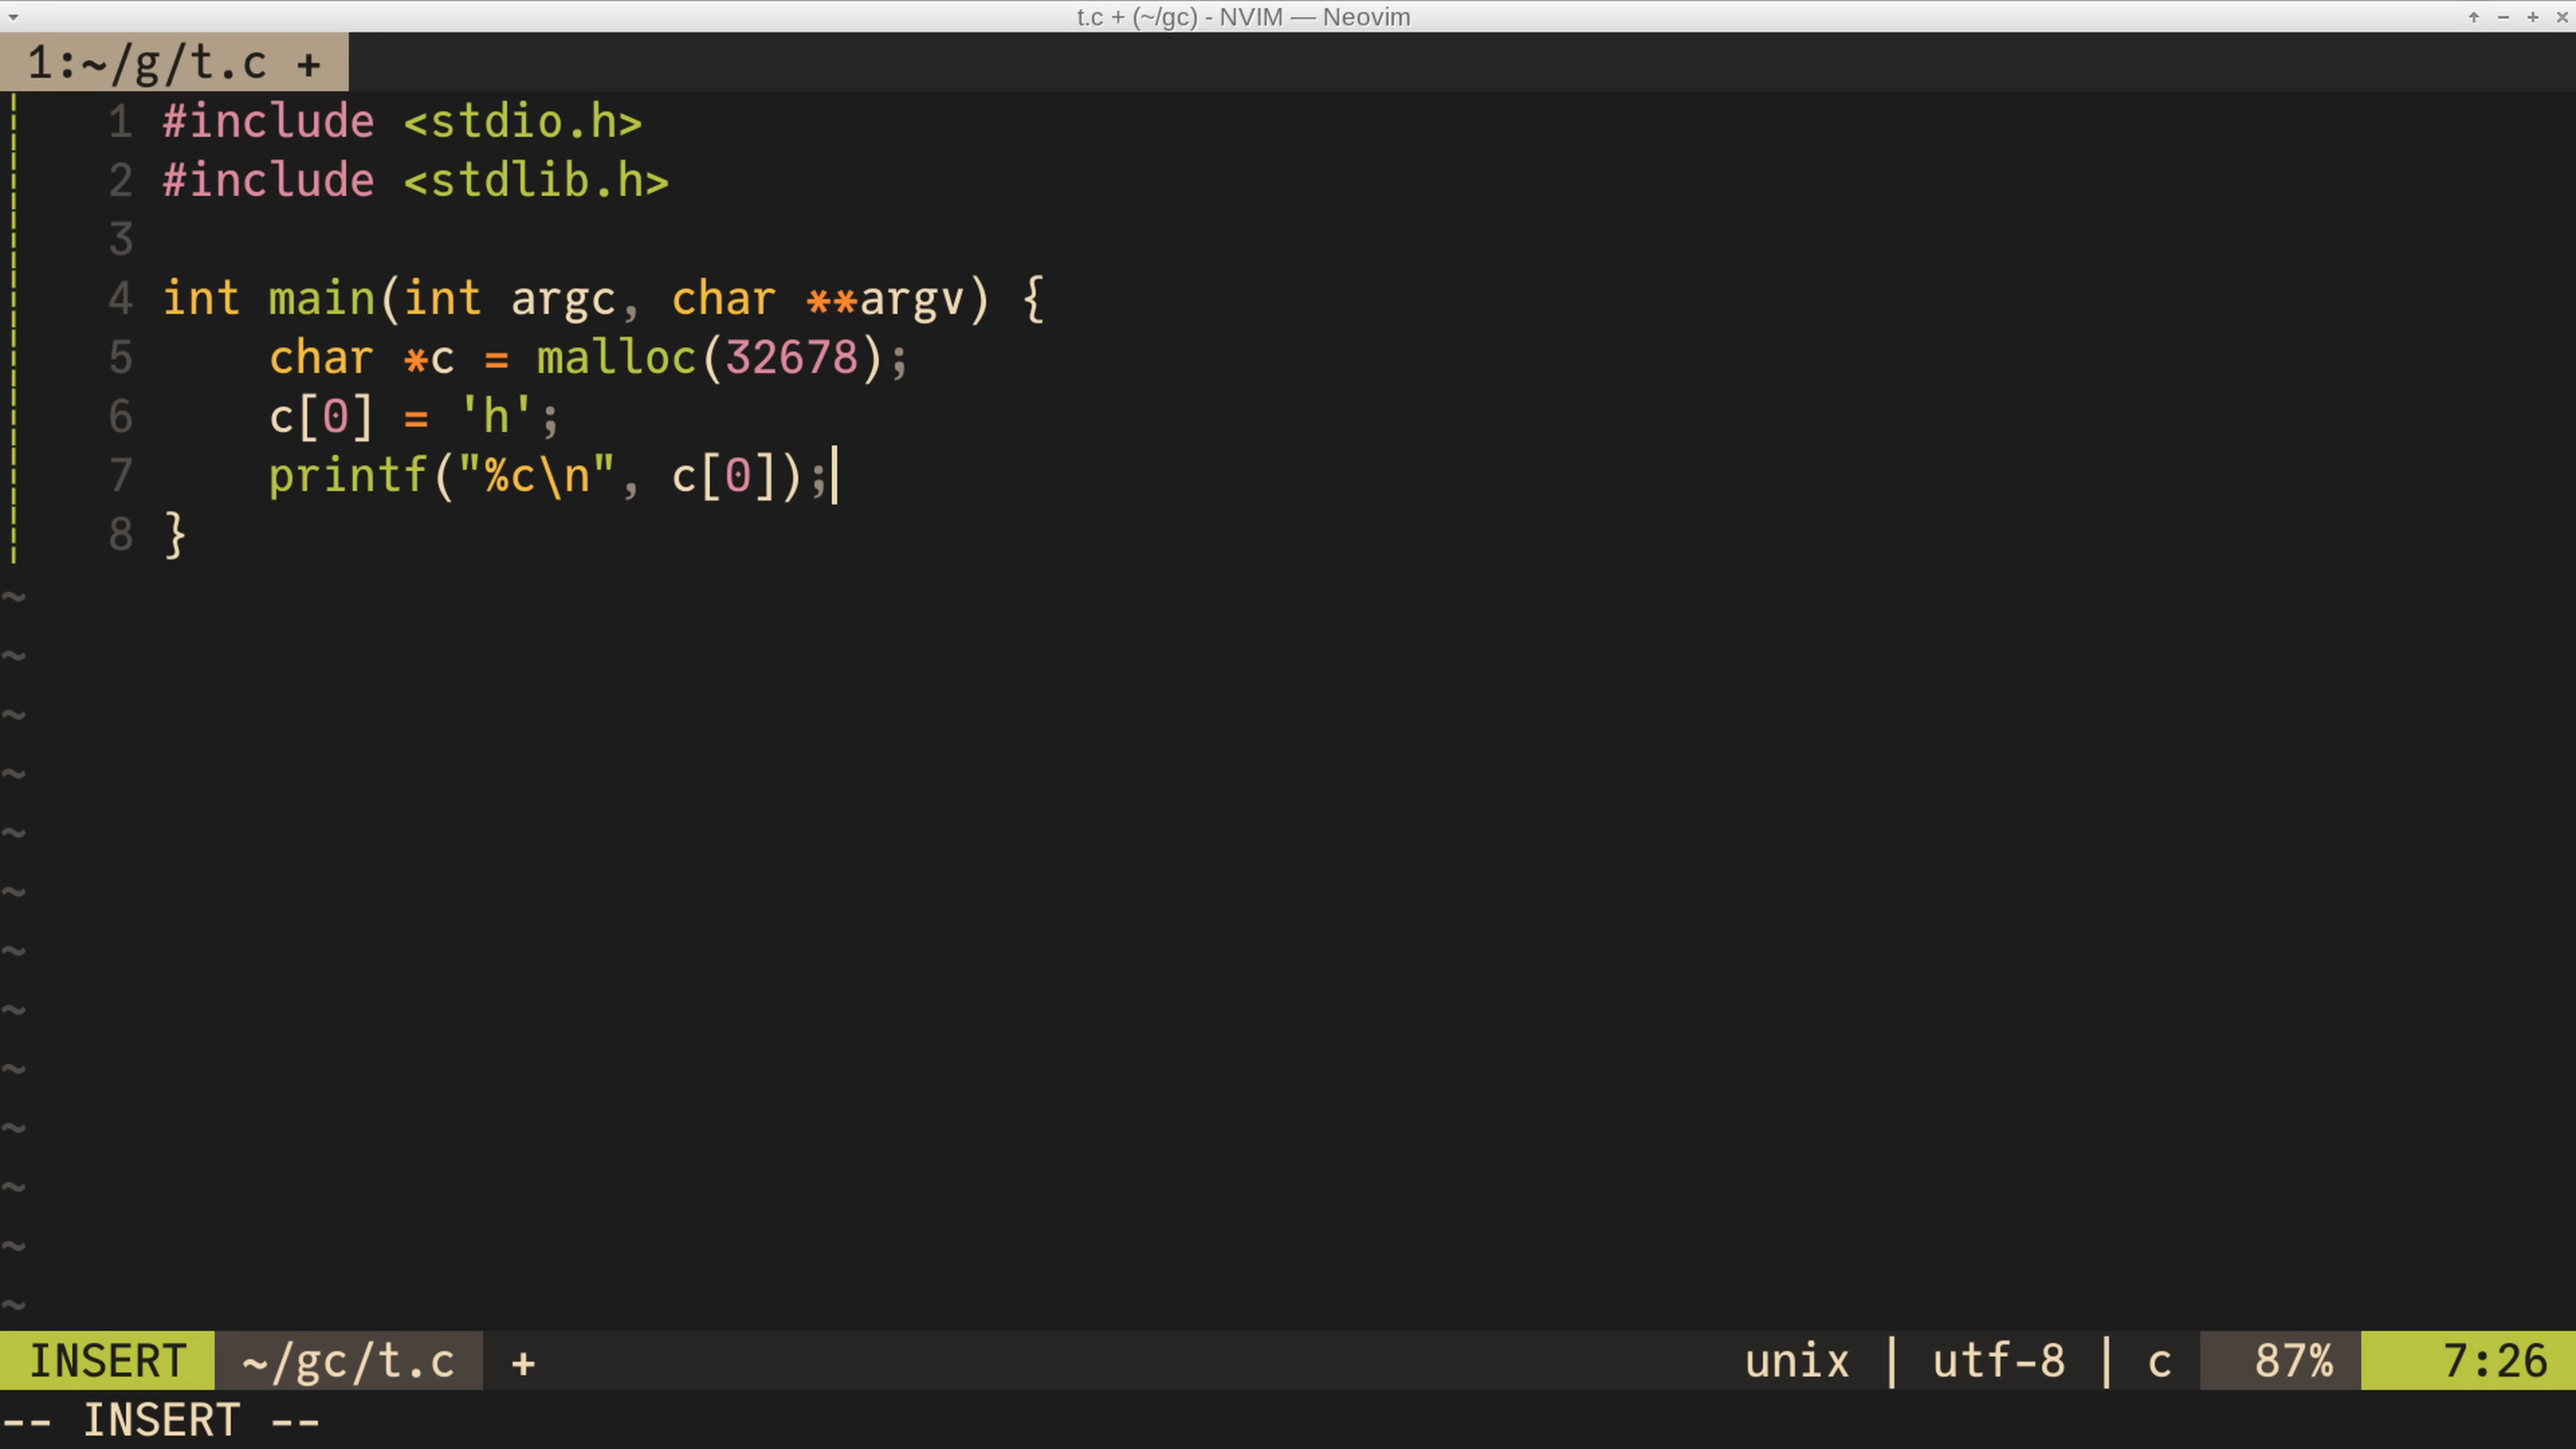 t.c + (~/gc) - NVIM — Neovim
1:~/g/t.c +
1 #include <stdio.h>
2 #include <stdlib.h>
3
4 int main(int argc, char **argv) {
5     char *c = malloc(32678);
6     c[0] = 'h';
7     printf("%c\n", c[0]);
8 }
~
~
~
~
~
~
~
~
~
~
~
~
~
INSERT ~/gc/t.c + unix | utf-8 | c 87% 7:26
-- INSERT --